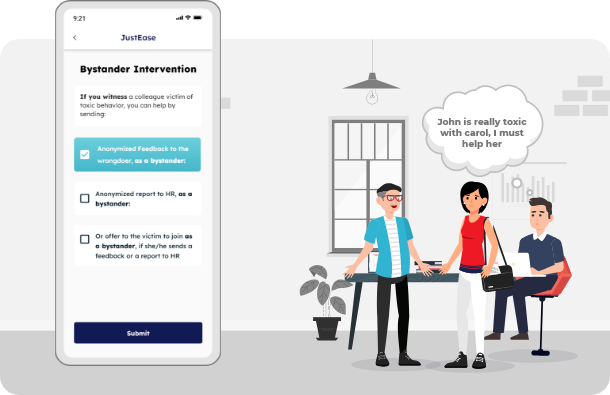 9:21
JustEase
Bystander Intervention
If you witness a colleague victim of
toxic behavior, you can help by
sending:
Anonymized Feedback to the
wrongdoer, as a bystander:
Anonymized report to HR, as a
bystander:
Or offer to the victim to join as
a bystander, if she/he sends a
feedback or a report to HR
Submit
John is really toxic
with carol, I must
help her